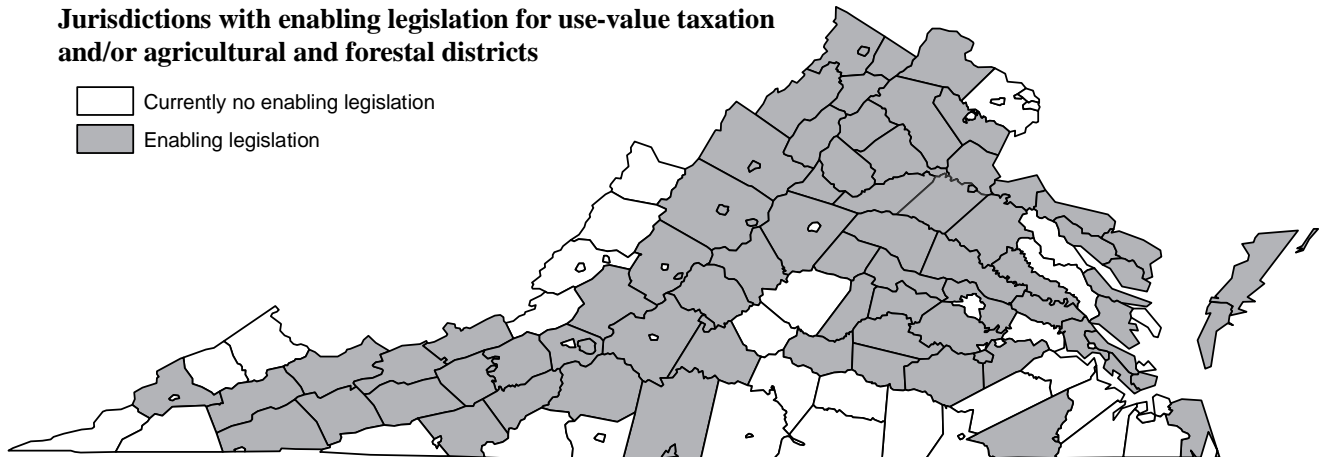 Jurisdictions with enabling legislation for use-value taxation
and/or agricultural and forestal districts
Currently no enabling legislation
Enabling legislation